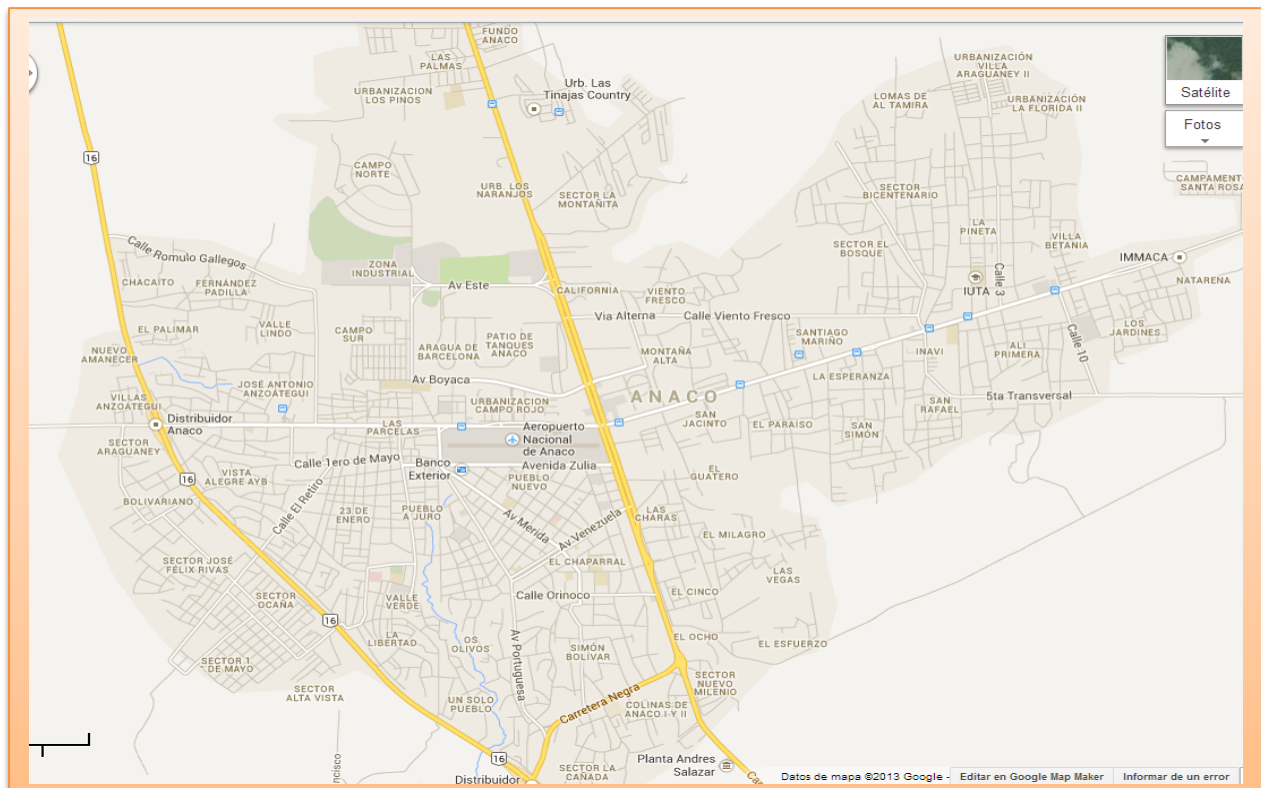 FUNDO
ANACO
LAS
PALMAS
URBANIZACION
LOS PINOS
Urb. Las
Tinajas Country
URBANIZACIÓN
VILLA
ARAGUANEY II
LOMAS DE
AL TAMIRA
URBANIZACIÓN
LA FLORIDA II
Satélite
Fotos
16
CAMPO
NORTE
URB. LOS
NARANJOS
SECTOR LA
MONTAÑITA
SECTOR
BICENTENARIO
CAMPAMENT
SANTA ROSA
LA
PINETA
VILLA
BETANIA
SECTOR EL
BOSQUE
Calle Romulo Gallegos
ZONA
INDUSTRIAL
IMMACA
CHACAITO
FERNÁNDEZ
PADILLA
Av Este
CALIFORNIA
VIENTO
FRESCO
IUTA
Calle 3
NATARENA
Via Alterna
Calle Viento Fresco
EL PALIMAR
VALLE
LINDO
CAMPO
SUR
PATIO DE
TANQUES
ANACO
ARAGUA DE
BARCELONA
SANTIAGO
MARIÑO
LOS
JARDINES
NUEVO
AMANECER
MONTAÑA
ALTA
INAVI
ALI
PRIMERA
Calle 10
Av Boyaca
LA ESPERANZA
JOSÉ ANTONIO
ANZOÁTEGUI
VILLAS
ANZOÁTEGUI
URBANIZACION
CAMPO ROJO
ANACO
5ta Transversal
SAN
RAFAEL
Distribuidor
Anaco
LAS
PARCELAS
Aeropuerto
Nacional
de Anaco
SAN
JACINTO
EL PARAISO
SAN
SIMÓN
SECTOR
ARAGUANEY
Calle 1ero de Mayo
Banco
Exterior
Avenida Zulia
VISTA
ALEGRE AYB
PUEBLO
NUEVO
EL
GUATERO
16
BOLIVARIANO
Calle El Retiro
23 DE
ENERO
PUEBLO
A JURO
Av Merida
Av Venezuela
LAS
CHARAS
EL MILAGRO
SECTOR JOSÉ
FÉLIX RIVAS
EL CHAPARRAL
LAS
VEGAS
SECTOR
OCAÑA
VALLE
VERDE
Calle Orinoco
EL CINCO
16
LA
LIBERTAD
OS
OLIVOS
Av Portuguesa
SIMÓN
BOLIVAR
EL OCHO
EL ESFUERZO
SECTOR 1
DE MAYO
SECTOR
ALTA VISTA
UN SOLO
PUEBLO
Carretera Negra
SECTOR
NUEVO
MILENIO
COLINAS DE
ANACO I Y II
16
ncisco
Distribuidor
SECTOR LA
CAÑADA
Planta Andres
Salazar
Datos de mapa ©2013 Google -
Editar en Google Map Maker
Informar de un error